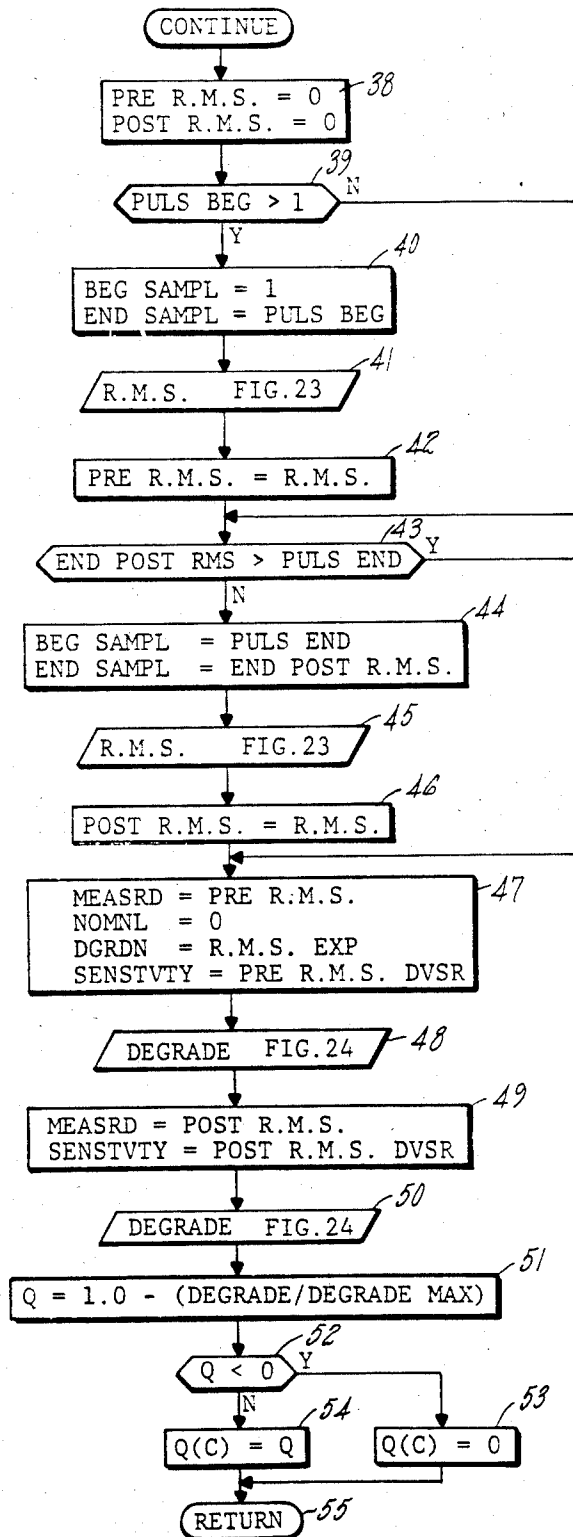 CONTINUE
PRE R.M.S. = 0
POST R.M.S. = 0
38
39
PULS BEG > 1
N
Y
40
BEG SAMPL = 1
END SAMPL = PULS BEG
41
R.M.S. FIG.23
42
PRE R.M.S. = R.M.S.
43
END POST RMS > PULS END
Y
N
44
BEG SAMPL = PULS END
END SAMPL = END POST R.M.S.
45
R.M.S. FIG.23
46
POST R.M.S. = R.M.S.
47
MEASRD = PRE R.M.S.
NOMNL = 0
DGRDN = R.M.S. EXP
SENSTVTY = PRE R.M.S. DVSR
DEGRADE FIG.24
48
49
MEASRD = POST R.M.S.
SENSTVTY = POST R.M.S. DVSR
50
DEGRADE FIG.24
51
Q = 1.0 - (DEGRADE/DEGRADE MAX)
52
Q < 0
Y
N
54
53
Q(C) = Q
Q(C) = 0
RETURN
55